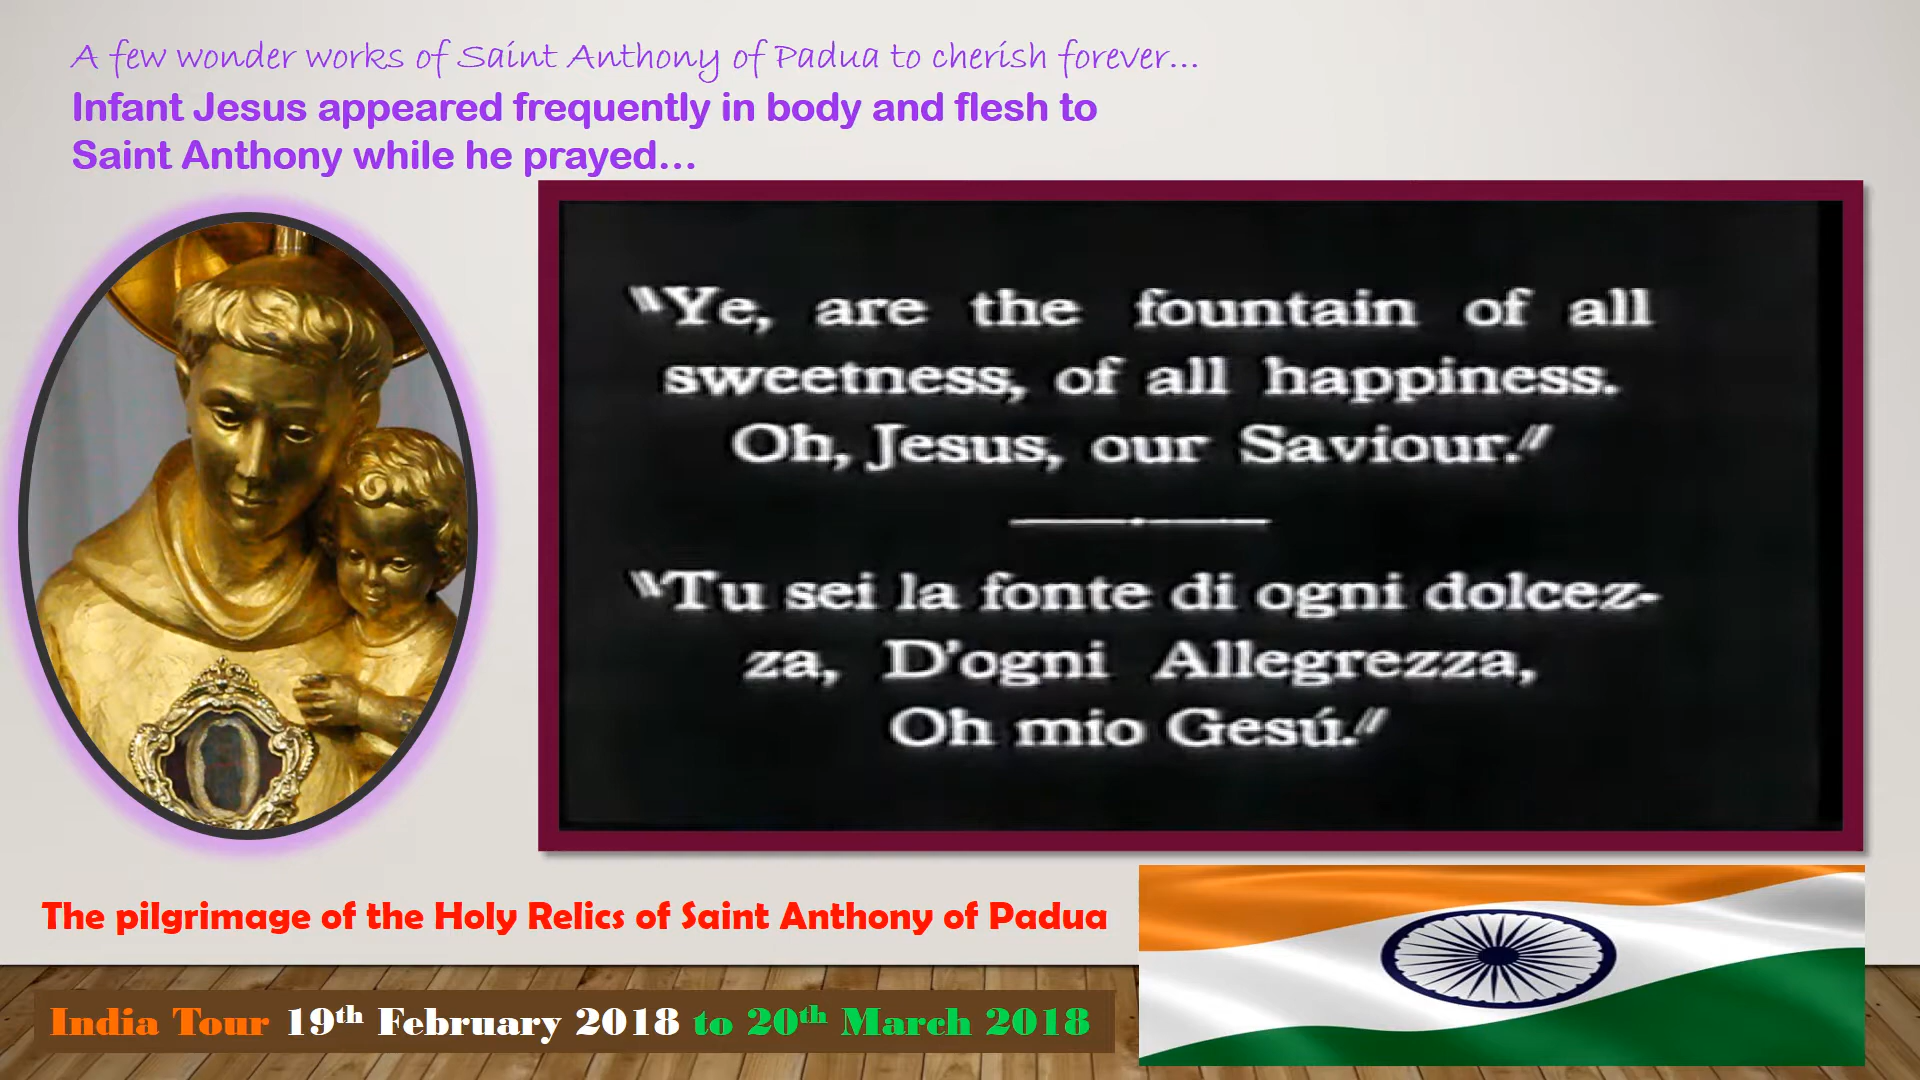 A few wonder works of Saint Anthony of Padua to cherish forever...
Infant Jesus appeared frequently in body and flesh to
Saint Anthony while he prayed...
"Ye, are the fountain of all
sweetness, of all happiness.
Oh, Jesus, our Saviour."
"Tu sei la fonte di ogni dolcez-
za, D'ogni Allegrezza,
Oh mio Gesú."
The pilgrimage of the Holy Relics of Saint Anthony of Padua
India Tour 19th February 2018 to 20th March 2018